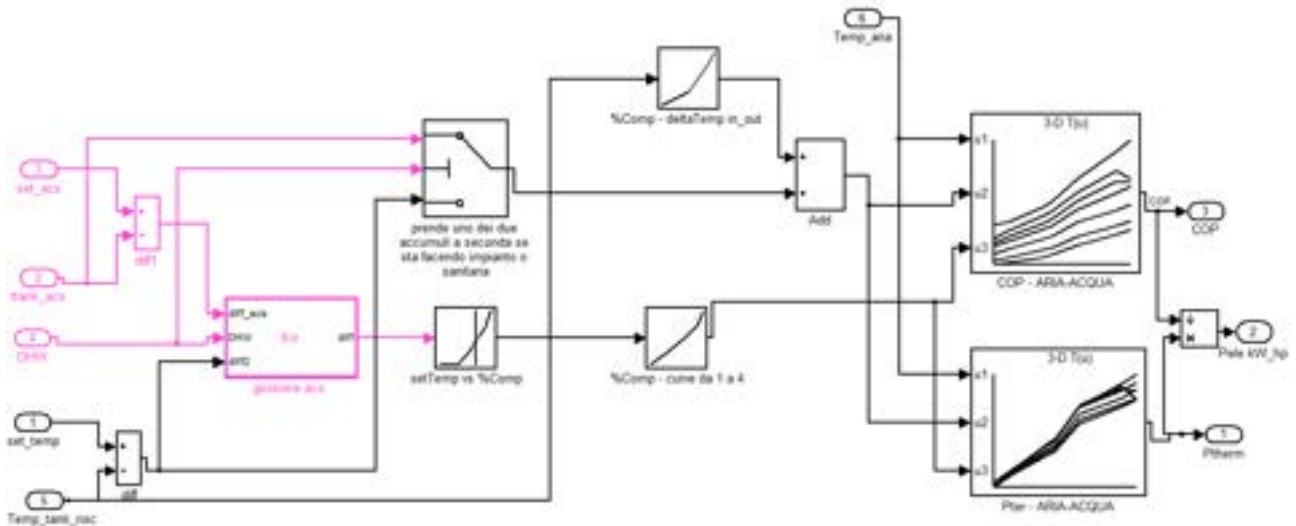 6
Temp_aria
%Comp - deltaTemp in_out
3-D T(u)
u1
u2
u3
COP - ARIA-ACQUA
COP
3
COP
3
set_acs
diff1
prende uno dei due
accumuli a seconda se
sta facendo impianto o
sanitaria
Add
2
tank_acs
4
DHW
diff_acs
DHW
diff2
fcn
diff
gestione acs
setTemp vs %Comp
%Comp - curve da 1 a 4
2
Pele kW_hp
3-D T(u)
u1
u2
u3
Pter - ARIA-ACQUA
1
Ptherm
1
set_temp
diff
5
Temp_tank_risc